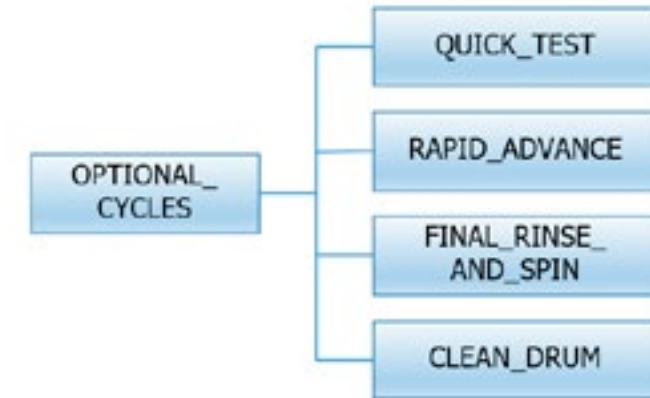 QUICK_TEST
RAPID_ADVANCE
OPTIONAL_
CYCLES
FINAL_RINSE_
AND_SPIN
CLEAN_DRUM